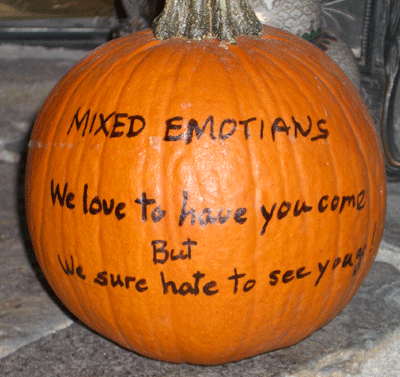 MIXED EMOTIANS
We love to have you come
But
We sure hate to see you g